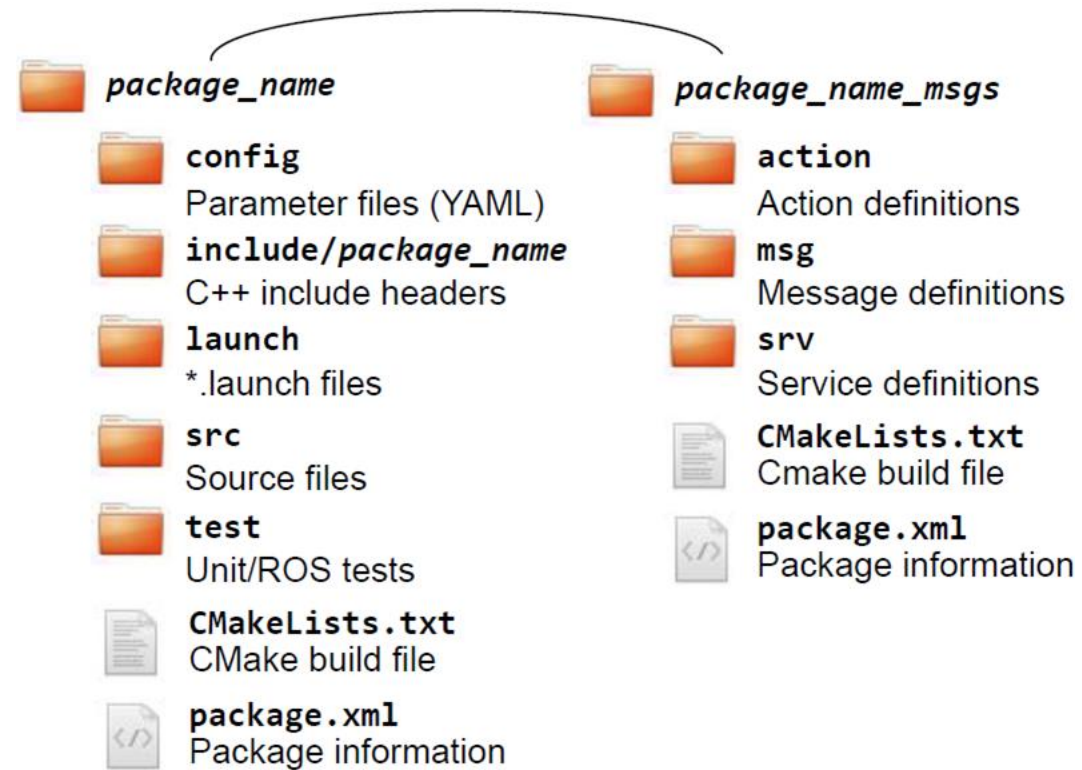 package_name
config
Parameter files (YAML)
include/package_name
C++ include headers
launch
*.launch files
src
Source files
test
Unit/ROS tests
CMakeLists.txt
CMake build file
package.xml
Package information
package_name_msgs
action
Action definitions
msg
Message definitions
srv
Service definitions
CMakeLists.txt
Cmake build file
package.xml
Package information